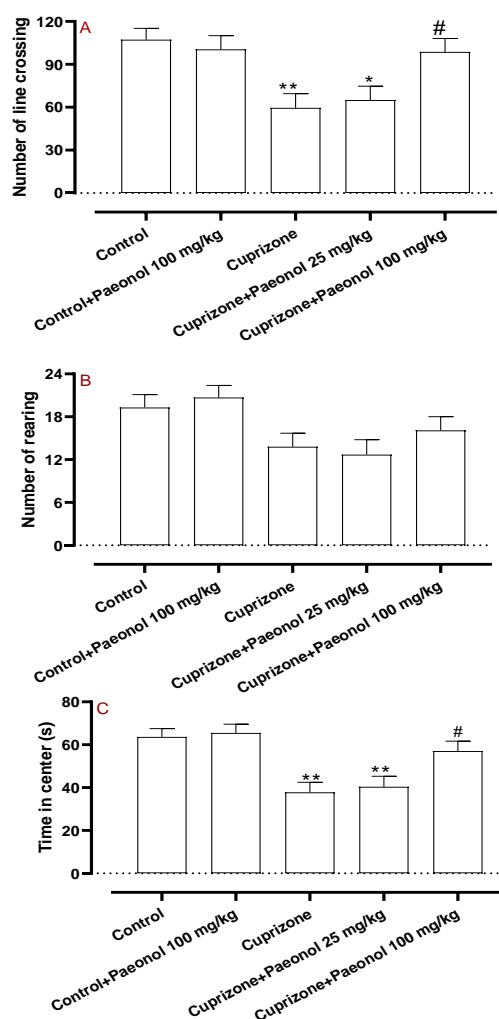 A
Number of line crossing
120
90
60
30
0
**
*
#
Control
Control+Paeonol 100 mg/kg
Cuprizone
Cuprizone+Paeonol 25 mg/kg
Cuprizone+Paeonol 100 mg/kg
B
Number of rearing
24
18
12
6
0
Control
Control+Paeonol 100 mg/kg
Cuprizone
Cuprizone+Paeonol 25 mg/kg
Cuprizone+Paeonol 100 mg/kg
C
Time in center (s)
80
60
40
20
0
**
**
#
Control
Control+Paeonol 100 mg/kg
Cuprizone
Cuprizone+Paeonol 25 mg/kg
Cuprizone+Paeonol 100 mg/kg